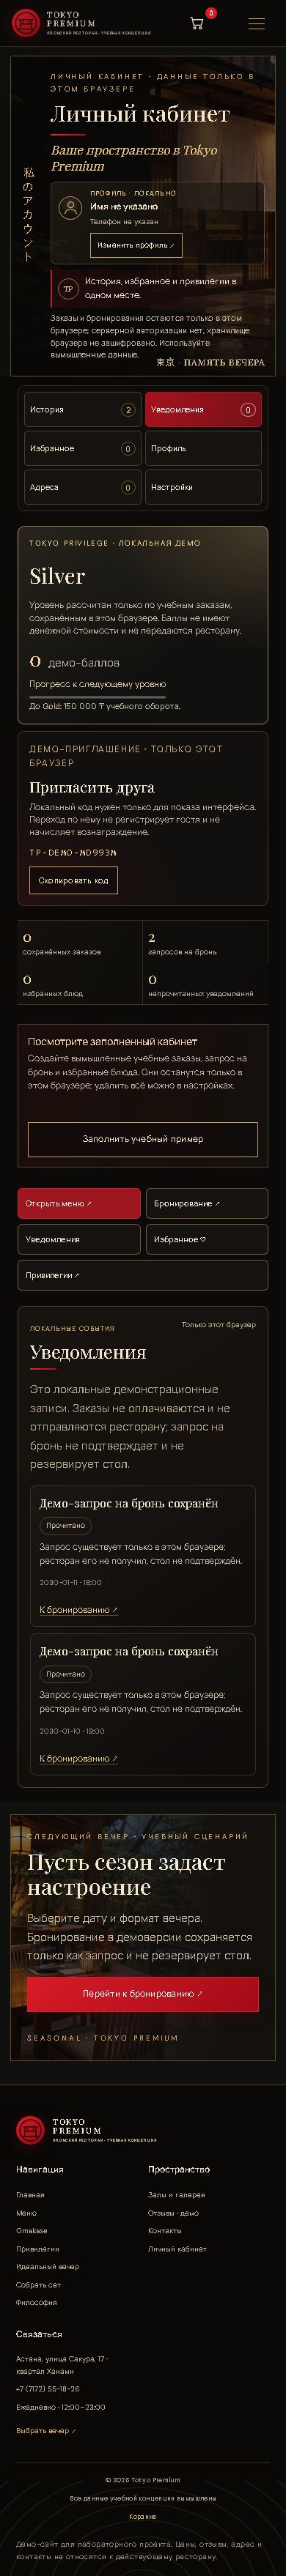 TOKYO
PREMIUM
ЯПОНСКИЙ РЕСТОРАН · УЧЕБНАЯ КОНЦЕПЦИЯ
0
ЛИЧНЫЙ КАБИНЕТ · ДАННЫЕ ТОЛЬКО В
ЭТОМ БРАУЗЕРЕ
Личный кабинет
Ваше пространство в Tokyo
Premium
私のアカウント
ПРОФИЛЬ · ЛОКАЛЬНО
Имя не указано
Телефон не указан
Изменить профиль ↗
TP
История, избранное и привилегии в
одном месте.
Заказы и бронирования остаются только в этом
браузере; серверной авторизации нет, хранилище
браузера не зашифровано. Используйте
вымышленные данные.
東京 · ПАМЯТЬ ВЕЧЕРА
История 2
Уведомления 0
Избранное 0
Профиль
Адреса 0
Настройки
TOKYO PRIVILEGE · ЛОКАЛЬНАЯ ДЕМО
Silver
Уровень рассчитан только по учебным заказам,
сохранённым в этом браузере. Баллы не имеют
денежной стоимости и не передаются ресторану.
0 демо-баллов
Прогресс к следующему уровню
До Gold: 150 000 ₸ учебного оборота.
ДЕМО-ПРИГЛАШЕНИЕ · ТОЛЬКО ЭТОТ
БРАУЗЕР
Пригласить друга
Локальный код нужен только для показа интерфейса.
Переход по нему не регистрирует гостя и не
начисляет вознаграждение.
TP-DEMO-MD993M
Скопировать код
0
сохранённых заказов
2
запросов на бронь
0
избранных блюд
0
непрочитанных уведомлений
Посмотрите заполненный кабинет
Создайте вымышленные учебные заказы, запрос на
бронь и избранные блюда. Они останутся только в
этом браузере; удалить всё можно в настройках.
Заполнить учебный пример
Открыть меню ↗
Бронирование ↗
Уведомления
Избранное ♡
Привилегии ↗
ЛОКАЛЬНЫЕ СОБЫТИЯ
Только этот браузер
Уведомления
Это локальные демонстрационные
записи. Заказы не оплачиваются и не
отправляются ресторану; запрос на
бронь не подтверждает и не
резервирует стол.
Демо-запрос на бронь сохранён
Прочитано
Запрос существует только в этом браузере;
ресторан его не получил, стол не подтверждён.
2030-01-11 · 18:00
К бронированию ↗
Демо-запрос на бронь сохранён
Прочитано
Запрос существует только в этом браузере;
ресторан его не получил, стол не подтверждён.
2030-01-10 · 19:00
К бронированию ↗
СЛЕДУЮЩИЙ ВЕЧЕР · УЧЕБНЫЙ СЦЕНАРИЙ
Пусть сезон задаст
настроение
Выберите дату и формат вечера.
Бронирование в демоверсии сохраняется
только как запрос и не резервирует стол.
Перейти к бронированию ↗
SEASONAL · TOKYO PREMIUM
TOKYO
PREMIUM
ЯПОНСКИЙ РЕСТОРАН · УЧЕБНАЯ КОНЦЕПЦИЯ
Навигация
Главная
Меню
Omakase
Привилегии
Идеальный вечер
Собрать сет
Философия
Пространство
Залы и галерея
Отзывы · демо
Контакты
Личный кабинет
Связаться
Астана, улица Сакура, 17 ·
квартал Ханами
+7 (7172) 55-18-26
Ежедневно · 12:00–23:00
Выбрать вечер ↗
© 2026 Tokyo Premium
Все данные учебной концепции вымышлены
Корзина
Демо-сайт для лабораторного проекта. Цены, отзывы, адрес и
контакты не относятся к действующему ресторану.